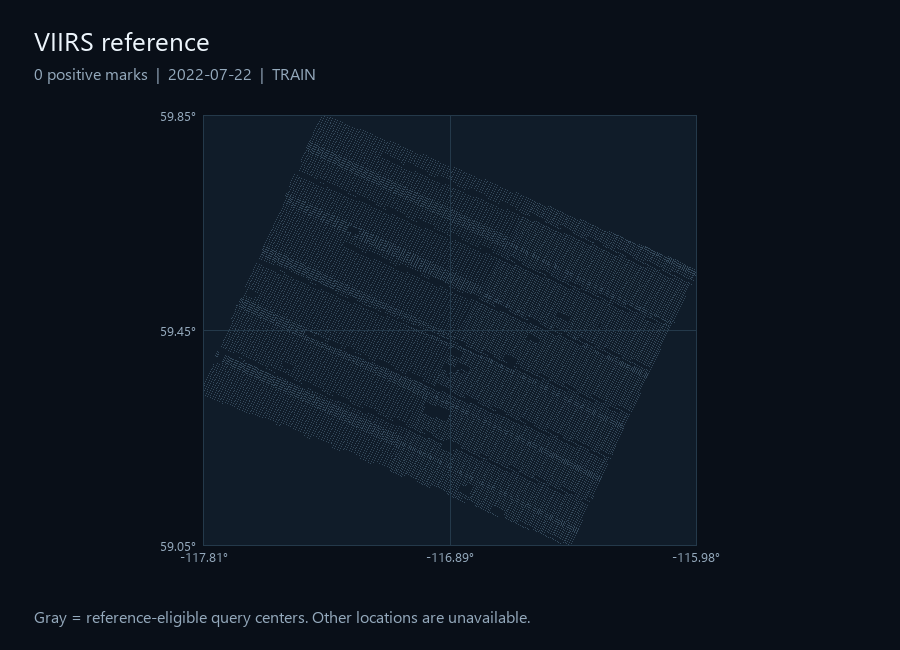 VIIRS reference
0 positive marks | 2022-07-22 | TRAIN
59.85°
59.45°
59.05°
-117.81° -116.89° -115.98°
Gray = reference-eligible query centers. Other locations are unavailable.